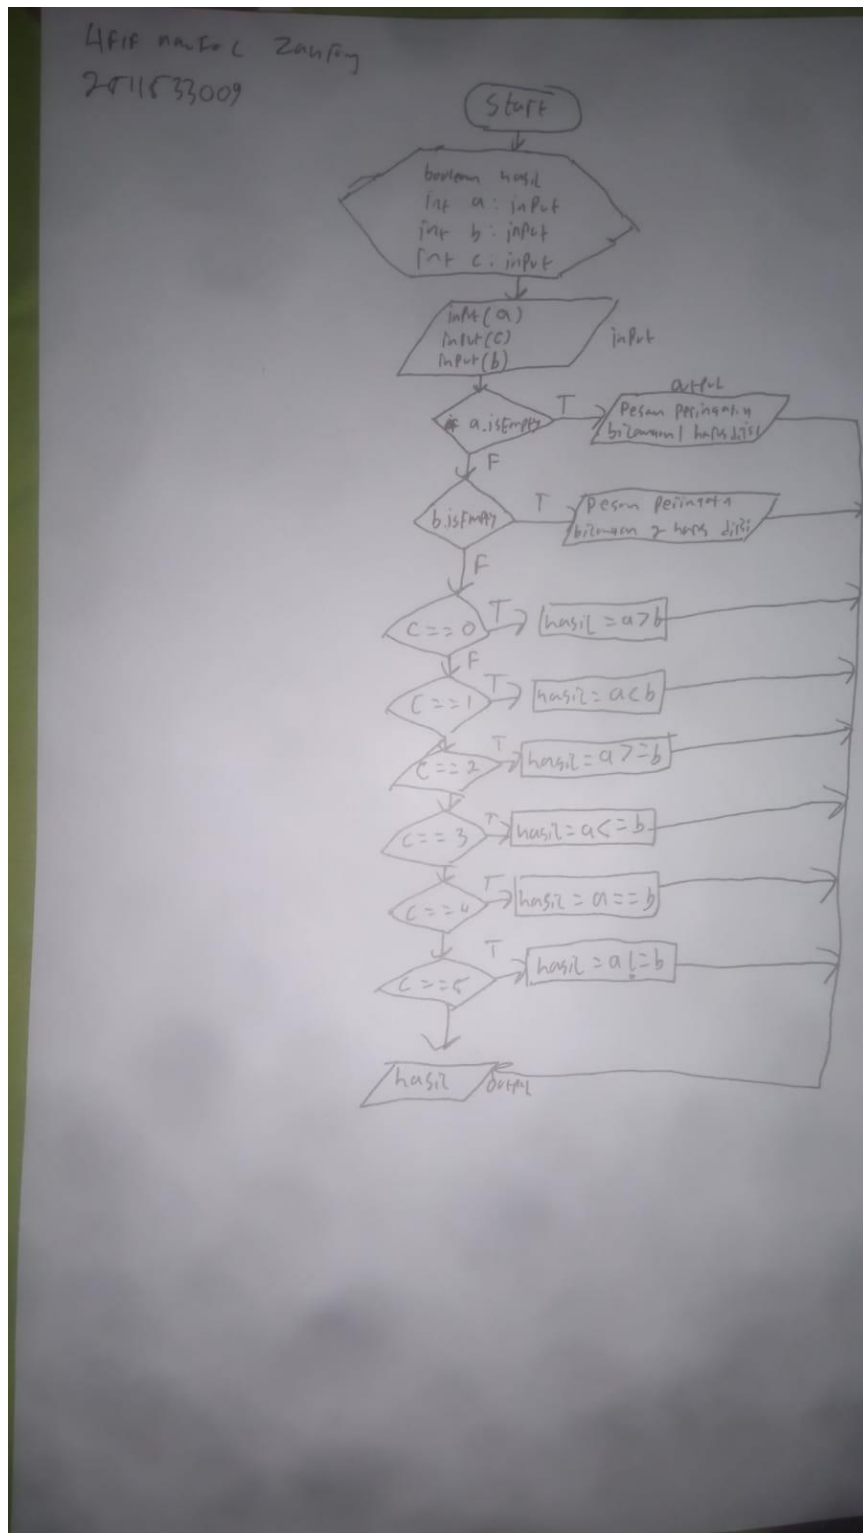 Start
boolean hasil
int a : input
int b : input
int c : input
input(a)
input(c)
input(b)
input
output
if a.isEmpty
T
Pesan peringatan
bilangan 1 harus diisi
F
b.isEmpty
T
Pesan peringatan
bilangan 2 harus diisi
F
C==0
T
hasil = a>b
F
C==1
T
hasil = a<b
C==2
T
hasil = a>=b
C==3
T
hasil = a<=b
C==4
T
hasil = a==b
C==5
T
hasil = a!=b
hasil
output